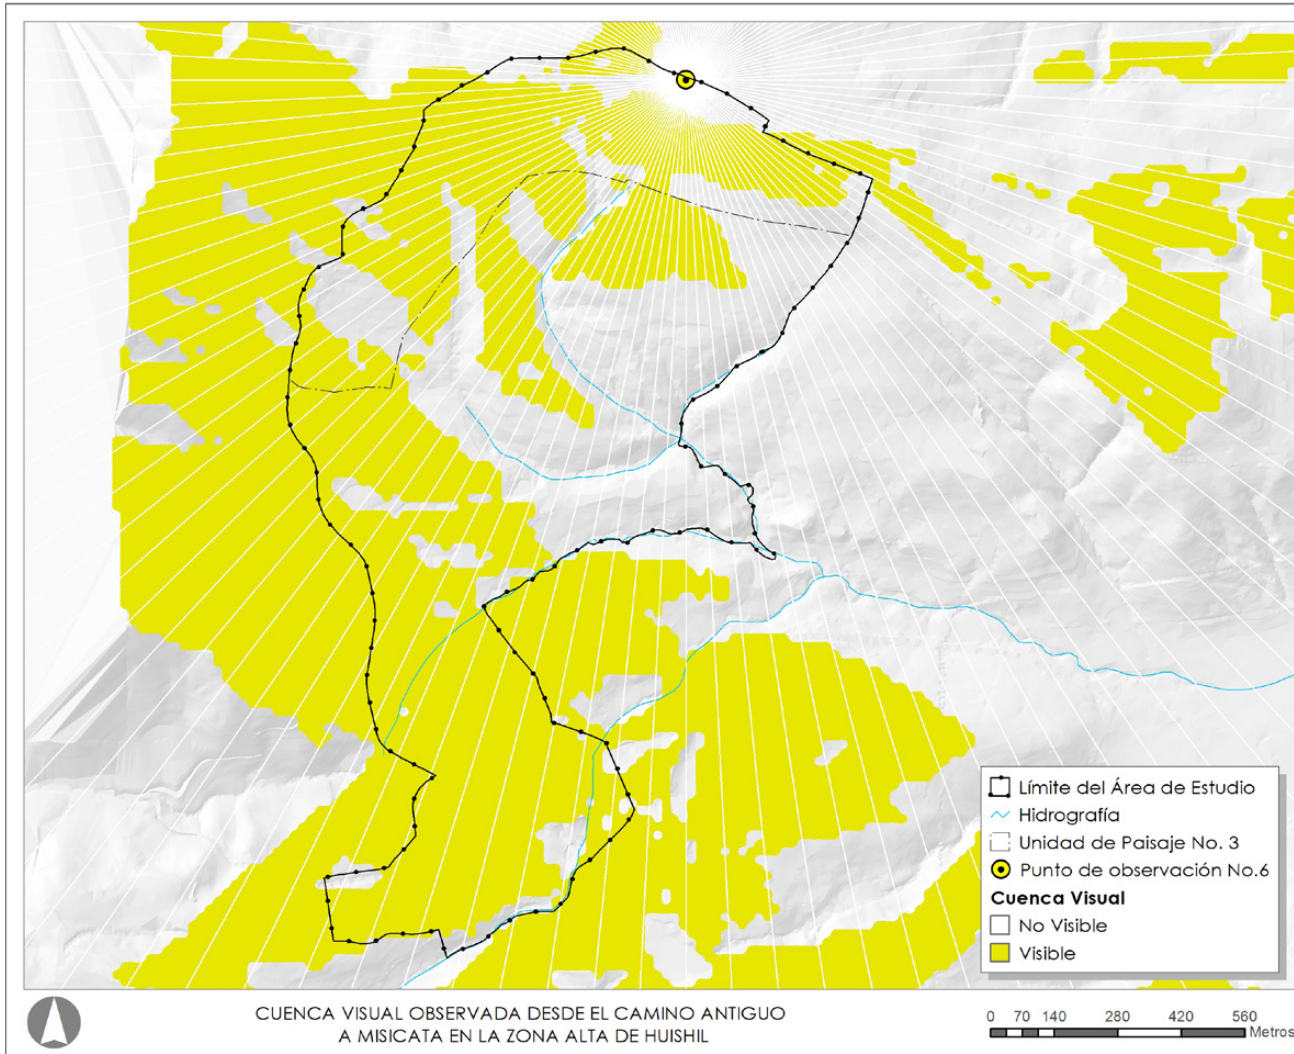 Límite del Área de Estudio
Hidrografía
Unidad de Paisaje No. 3
Punto de observación No.6
Cuenca Visual
No Visible
Visible
CUENCA VISUAL OBSERVADA DESDE EL CAMINO ANTIGUO
A MISICATA EN LA ZONA ALTA DE HUISHIL
0 70 140 280 420 560
Metros